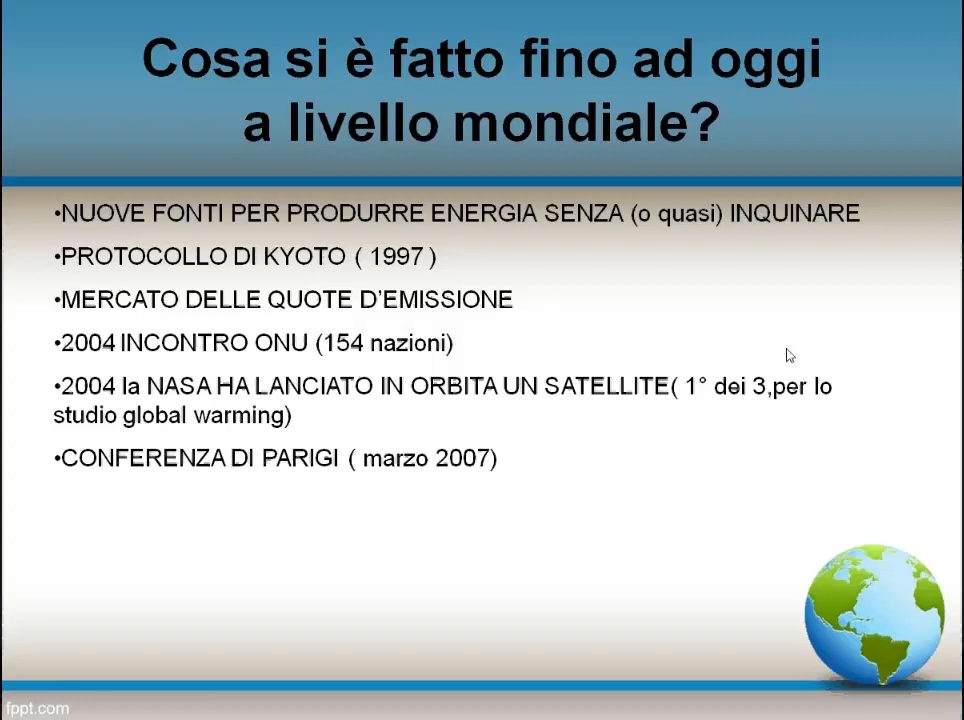 Cosa si è fatto fino ad oggi
a livello mondiale?
•NUOVE FONTI PER PRODURRE ENERGIA SENZA (o quasi) INQUINARE
•PROTOCOLLO DI KYOTO ( 1997 )
•MERCATO DELLE QUOTE D’EMISSIONE
•2004 INCONTRO ONU (154 nazioni)
•2004 la NASA HA LANCIATO IN ORBITA UN SATELLITE( 1° dei 3,per lo
studio global warming)
•CONFERENZA DI PARIGI ( marzo 2007)
fppt.com